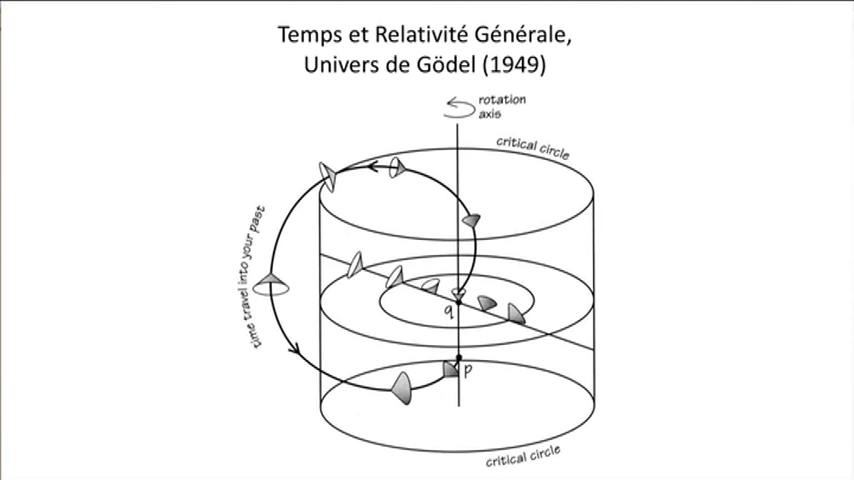 Temps et Relativité Générale,
Univers de Gödel (1949)
rotation
axis
critical circle
time travel into your past
q
p
critical circle